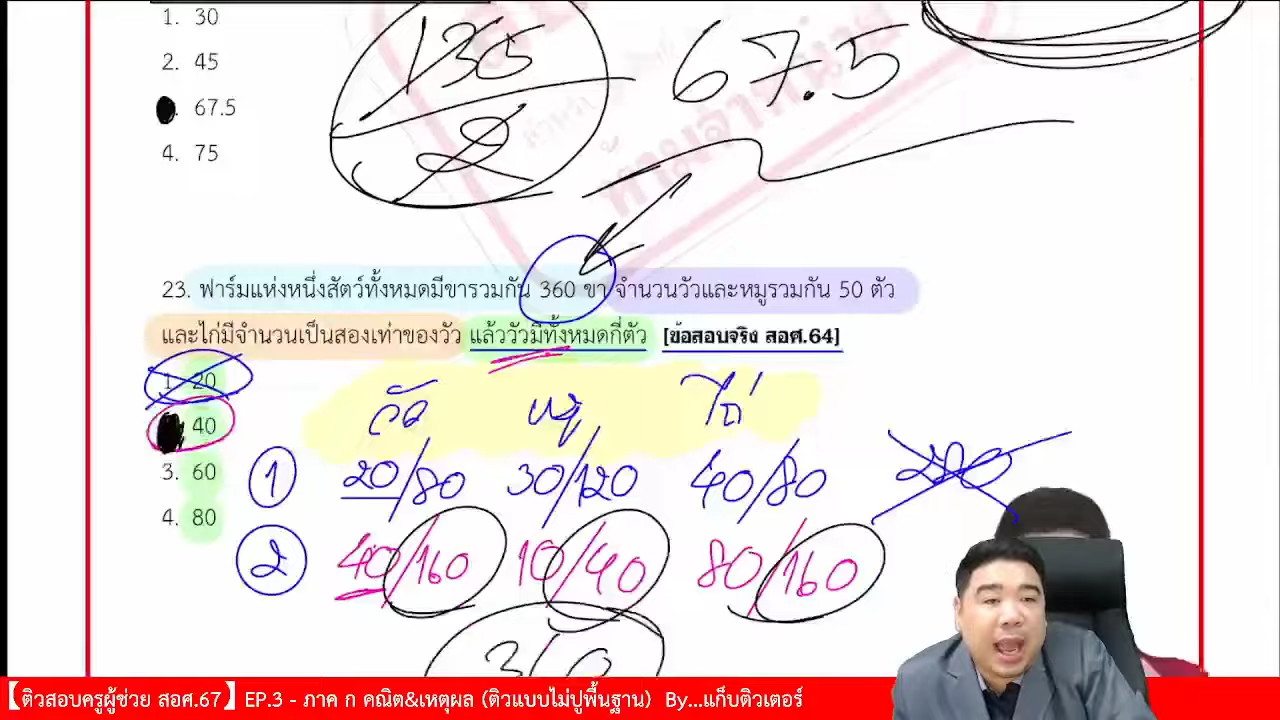 1. 30
2. 45
67.5
4. 75
135
2
67.5
ห้ามจำหน่าย
23. ฟาร์มแห่งหนึ่งสัตว์ทั้งหมดมีขารวมกัน 360 ขา จำนวนวัวและหมูรวมกัน 50 ตัว
และไก่มีจำนวนเป็นสองเท่าของวัว แล้ววัวมีทั้งหมดกี่ตัว [ข้อสอบจริง สอศ.64]
1. 20
40
3. 60
4. 80
วัว หมู ไก่
1 20/80 30/120 40/80 280
2 40/160 10/40 80/160
360
【ติวสอบครูผู้ช่วย สอศ.67】 EP.3 - ภาค ก คณิต&เหตุผล (ติวแบบไม่ปูพื้นฐาน) By...แก็บติวเตอร์